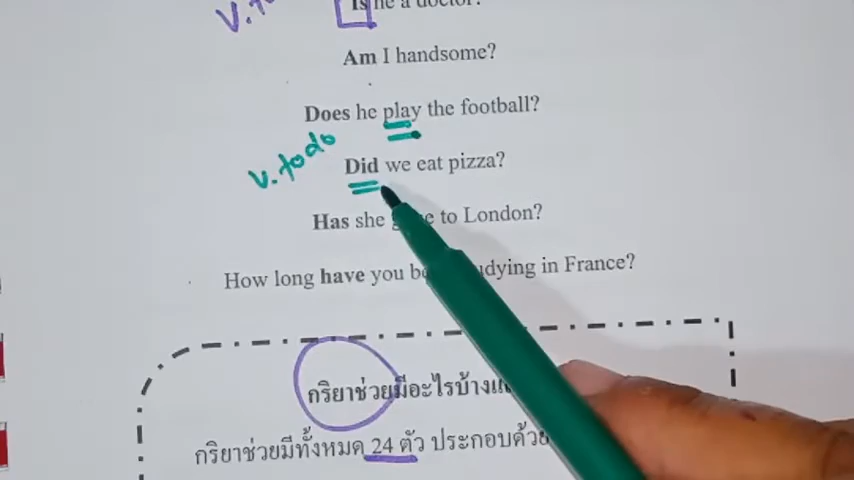 V.to
Is he a doctor?
Am I handsome?
Does he play the football?
v.todo
Did we eat pizza?
Has she to London?
How long have you in France?
กริยาช่วยมีอะไรบ้าง
กริยาช่วยมีทั้งหมด 24 ตัว ประกอบด้วย